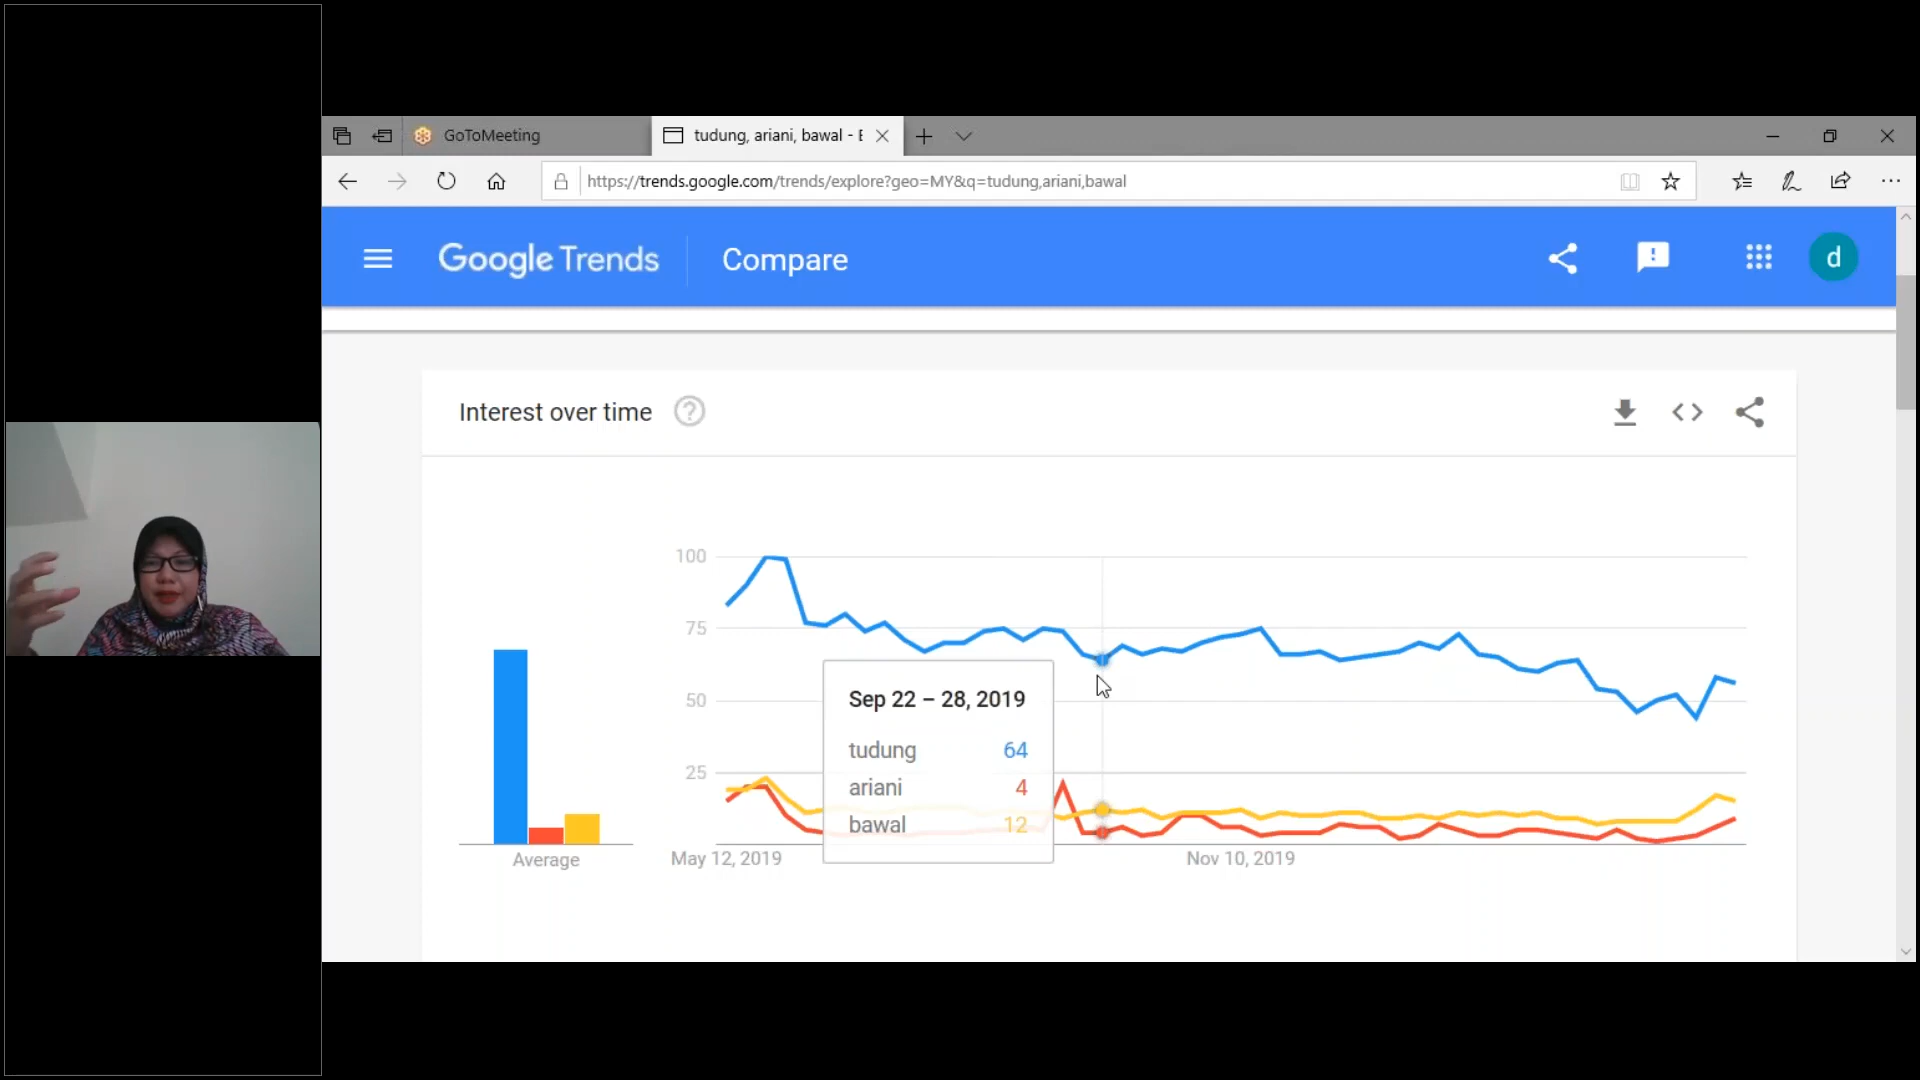 GoToMeeting
tudung, ariani, bawal - E
https://trends.google.com/trends/explore?geo=MY&q=tudung,ariani,bawal
Google Trends
Compare
d
Interest over time
100
75
50
25
Sep 22 – 28, 2019
tudung 64
ariani 4
bawal 12
Average
May 12, 2019
Nov 10, 2019